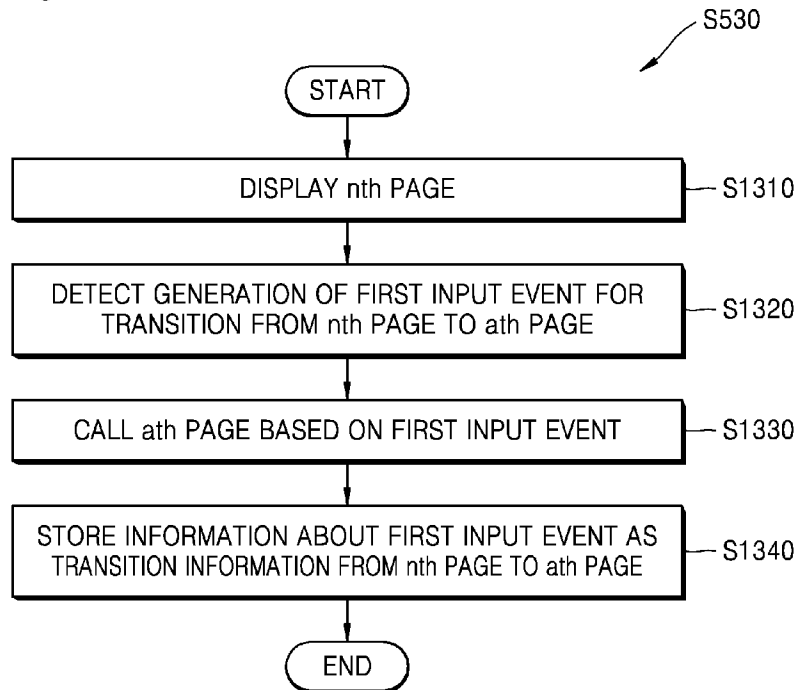 S530
START
DISPLAY nth PAGE
S1310
DETECT GENERATION OF FIRST INPUT EVENT FOR
TRANSITION FROM nth PAGE TO ath PAGE
S1320
CALL ath PAGE BASED ON FIRST INPUT EVENT
S1330
STORE INFORMATION ABOUT FIRST INPUT EVENT AS
TRANSITION INFORMATION FROM nth PAGE TO ath PAGE
S1340
END